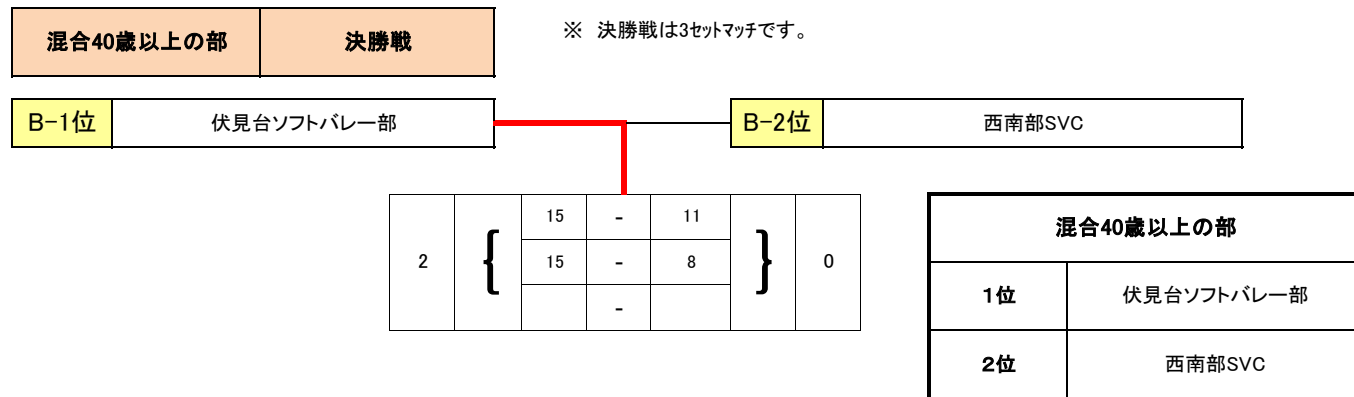 混合40歳以上の部 決勝戦 ※ 決勝戦は3セットマッチです。
B-1位 伏見台ソフトバレー部 B-2位 西南部SVC
15 - 11
2 { 15 - 8 } 0
-
混合40歳以上の部
1位 伏見台ソフトバレー部
2位 西南部SVC